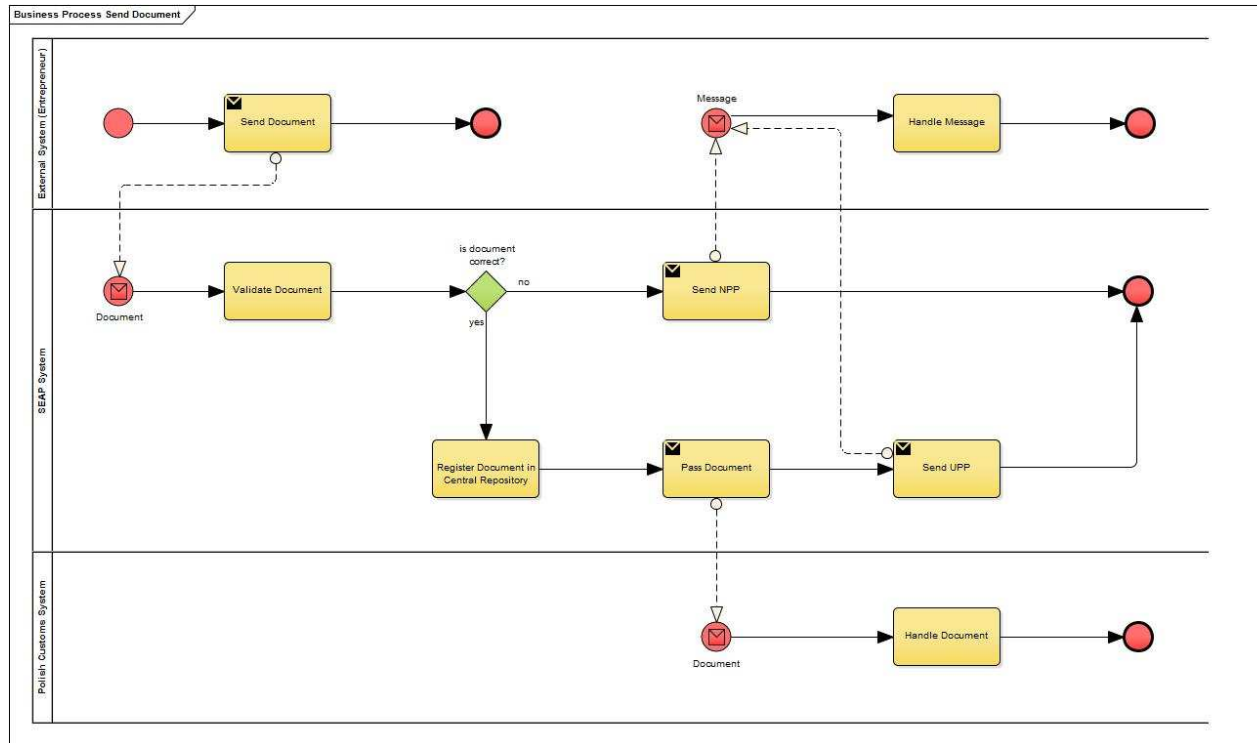 Business Process Send Document
External System (Entrepreneur)
Send Document
Message
Handle Message
SEAP System
Document
Validate Document
is document
correct?
no
yes
Send NPP
Register Document in
Central Repository
Pass Document
Send UPP
Polish Customs System
Document
Handle Document